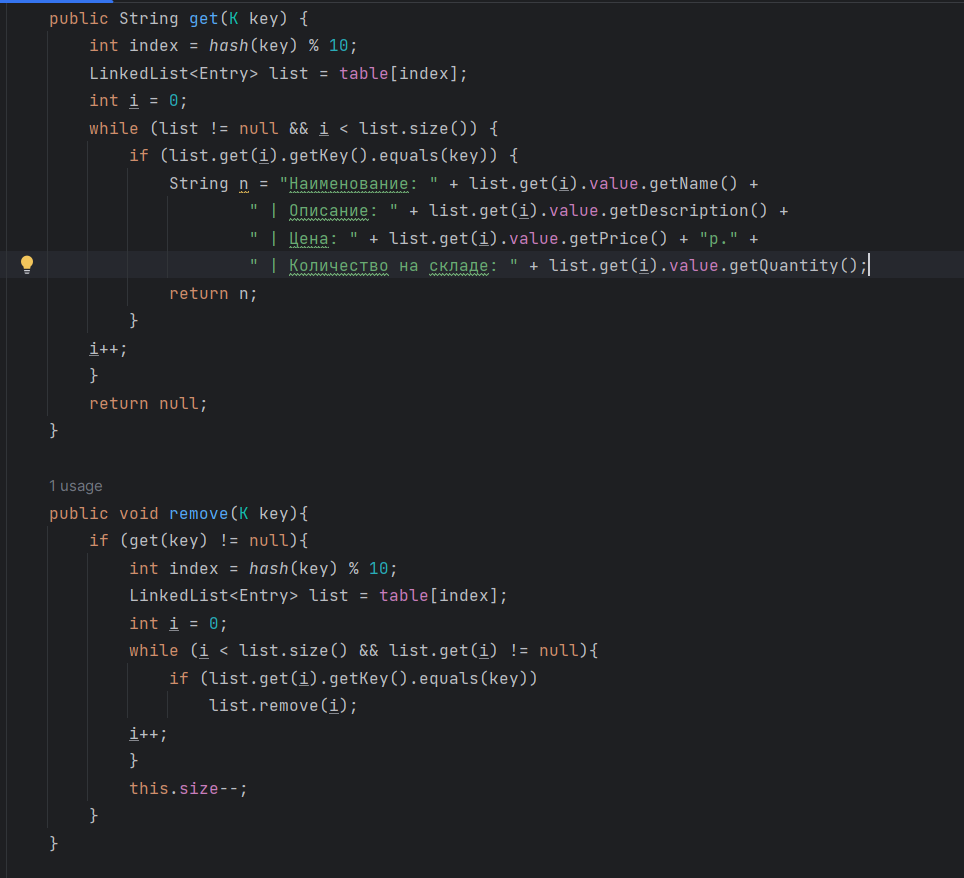 public String get(K key) {
int index = hash(key) % 10;
LinkedList<Entry> list = table[index];
int i = 0;
while (list != null && i < list.size()) {
if (list.get(i).getKey().equals(key)) {
String n = "Наименование: " + list.get(i).value.getName() +
" | Описание: " + list.get(i).value.getDescription() +
" | Цена: " + list.get(i).value.getPrice() + "р." +
" | Количество на складе: " + list.get(i).value.getQuantity();
return n;
}
i++;
}
return null;
}
1 usage
public void remove(K key){
if (get(key) != null){
int index = hash(key) % 10;
LinkedList<Entry> list = table[index];
int i = 0;
while (i < list.size() && list.get(i) != null){
if (list.get(i).getKey().equals(key))
list.remove(i);
i++;
}
this.size--;
}
}